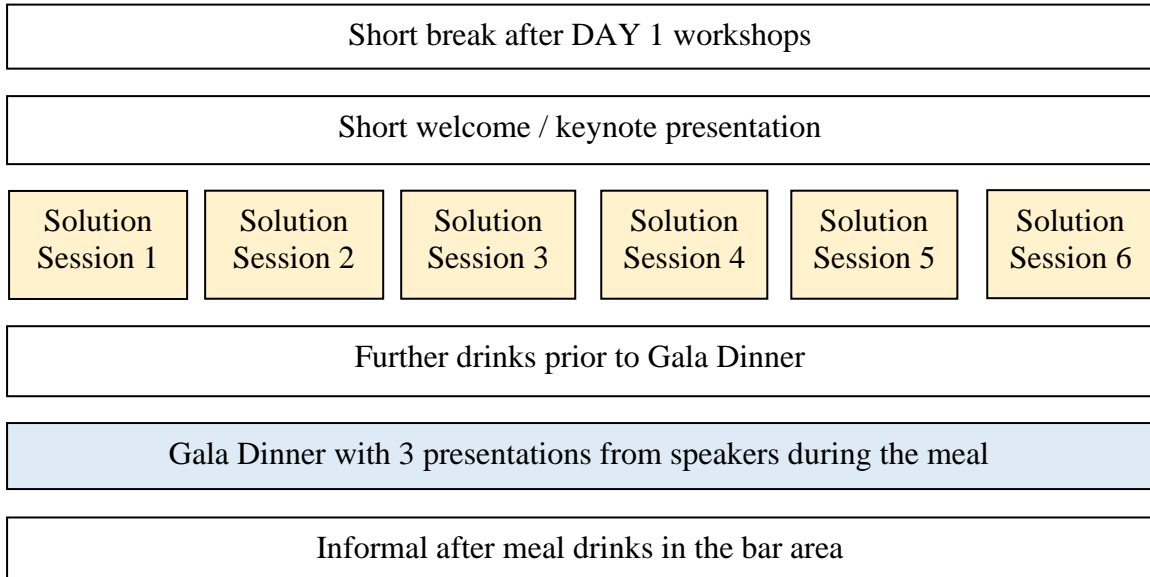 Short break after DAY 1 workshops
Short welcome / keynote presentation
Solution
Session 1
Solution
Session 2
Solution
Session 3
Solution
Session 4
Solution
Session 5
Solution
Session 6
Further drinks prior to Gala Dinner
Gala Dinner with 3 presentations from speakers during the meal
Informal after meal drinks in the bar area